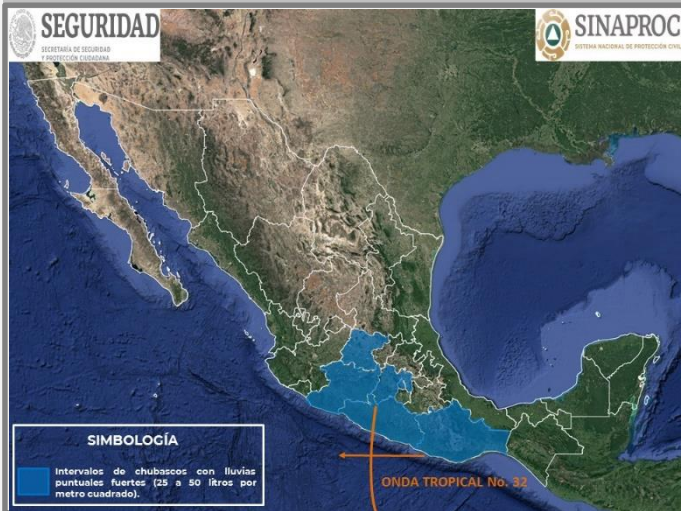 SEGURIDAD
SECRETARÍA DE SEGURIDAD
Y PROTECCIÓN CIUDADANA
SINAPROC
SISTEMA NACIONAL DE PROTECCIÓN CIVIL
SIMBOLOGÍA
Intervalos de chubascos con lluvias
puntuales fuertes (25 a 50 litros por
metro cuadrado).
ONDA TROPICAL No. 32